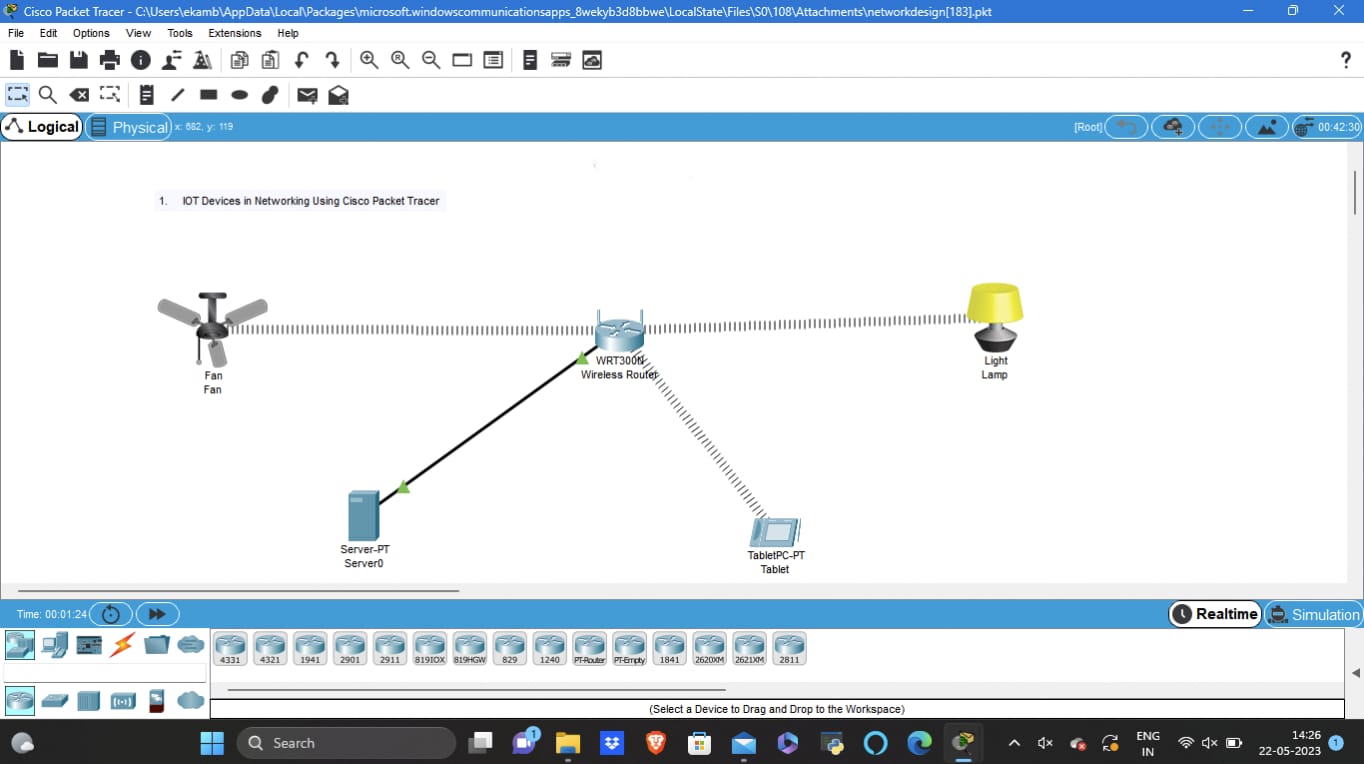 Cisco Packet Tracer - C:\Users\ekamb\AppData\Local\Packages\microsoft.windowscommunicationsapps_8wekyb3d8bbwe\LocalState\Files\S0\108\Attachments\networkdesign[183].pkt
File Edit Options View Tools Extensions Help
Logical Physical x: 682, y: 119 [Root] 00:42:30
1. IOT Devices in Networking Using Cisco Packet Tracer
Fan
Fan
WRT300N
Wireless Router
Light
Lamp
Server-PT
Server0
TabletPC-PT
Tablet
Time: 00:01:24 Realtime Simulation
4331 4321 1941 2901 2911 819IOX 819HGW 829 1240 PT-Router PT-Empty 1841 2620XM 2621XM 2811
(Select a Device to Drag and Drop to the Workspace)
Search 1 ENG 14:26
IN 22-05-2023 1